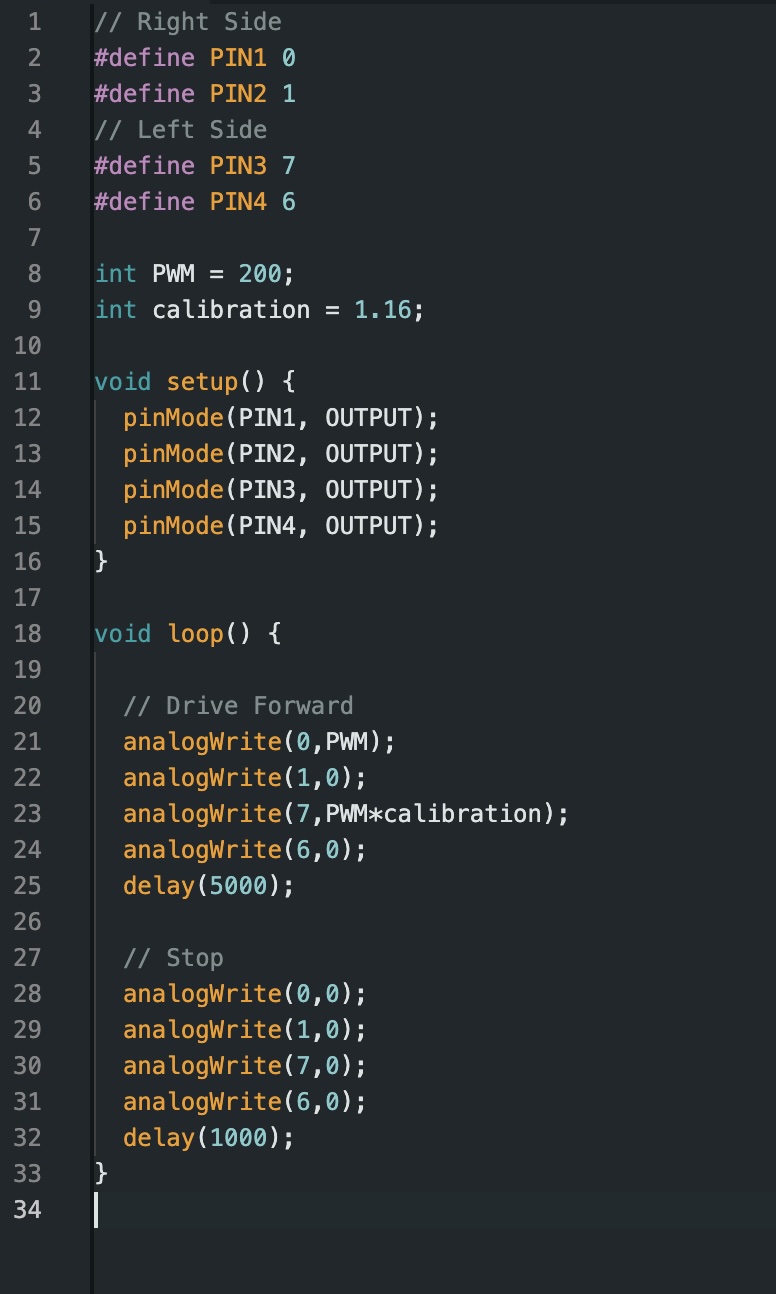 1 // Right Side
2 #define PIN1 0
3 #define PIN2 1
4 // Left Side
5 #define PIN3 7
6 #define PIN4 6
7
8 int PWM = 200;
9 int calibration = 1.16;
10
11 void setup() {
12   pinMode(PIN1, OUTPUT);
13   pinMode(PIN2, OUTPUT);
14   pinMode(PIN3, OUTPUT);
15   pinMode(PIN4, OUTPUT);
16 }
17
18 void loop() {
19
20   // Drive Forward
21   analogWrite(0,PWM);
22   analogWrite(1,0);
23   analogWrite(7,PWM*calibration);
24   analogWrite(6,0);
25   delay(5000);
26
27   // Stop
28   analogWrite(0,0);
29   analogWrite(1,0);
30   analogWrite(7,0);
31   analogWrite(6,0);
32   delay(1000);
33 }
34